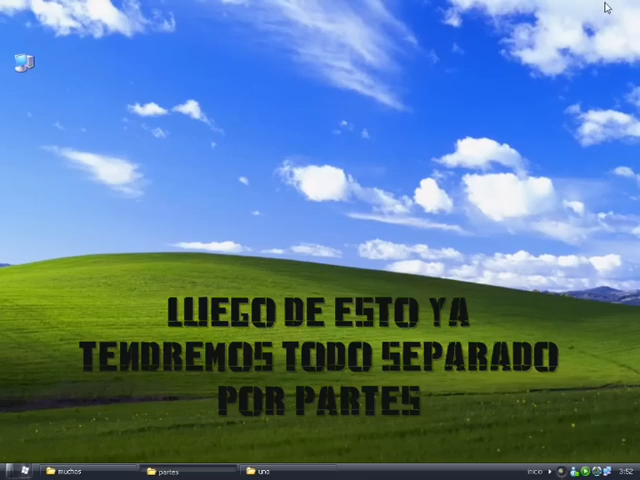 LUEGO DE ESTO YA
TENDREMOS TODO SEPARADO
POR PARTES
muchos
partes
uno
inicio
3:52